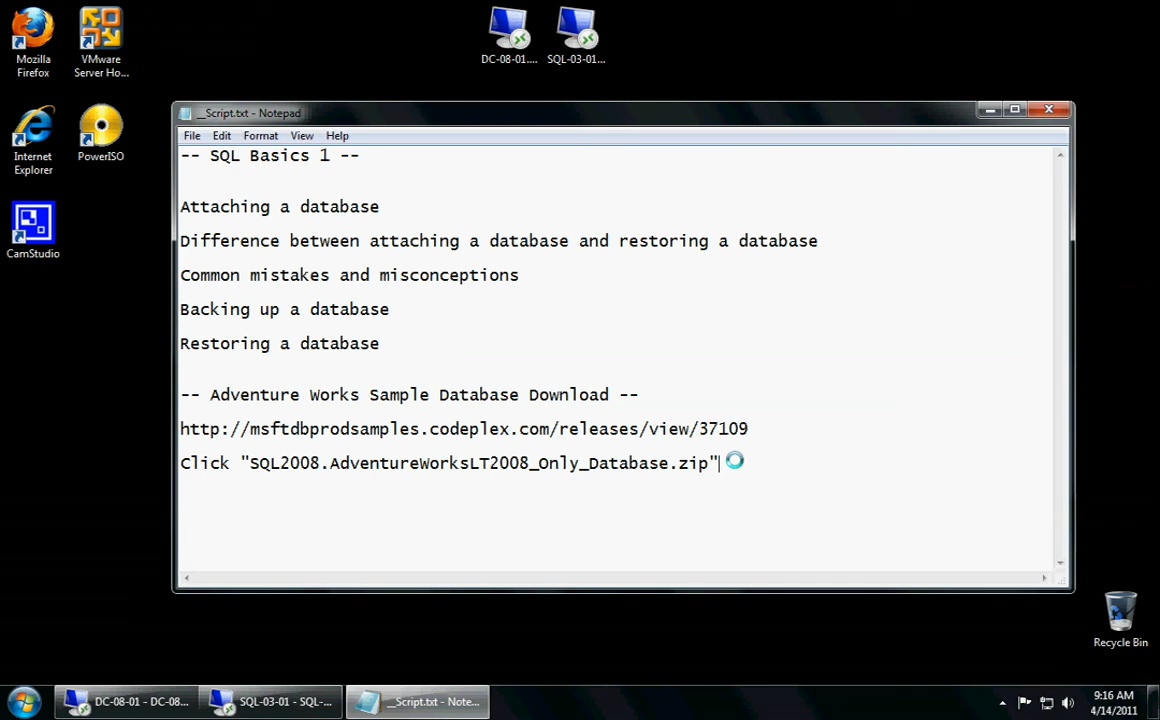 Mozilla Firefox
VMware Server Ho...
DC-08-01....
SQL-03-01...
Internet Explorer
PowerISO
CamStudio
__Script.txt - Notepad
File Edit Format View Help
-- SQL Basics 1 --
Attaching a database
Difference between attaching a database and restoring a database
Common mistakes and misconceptions
Backing up a database
Restoring a database
-- Adventure Works Sample Database Download --
http://msftdbprodsamples.codeplex.com/releases/view/37109
Click "SQL2008.AdventureWorksLT2008_Only_Database.zip"
Recycle Bin
DC-08-01 - DC-08...
SQL-03-01 - SQL-...
__Script.txt - Note...
9:16 AM
4/14/2011